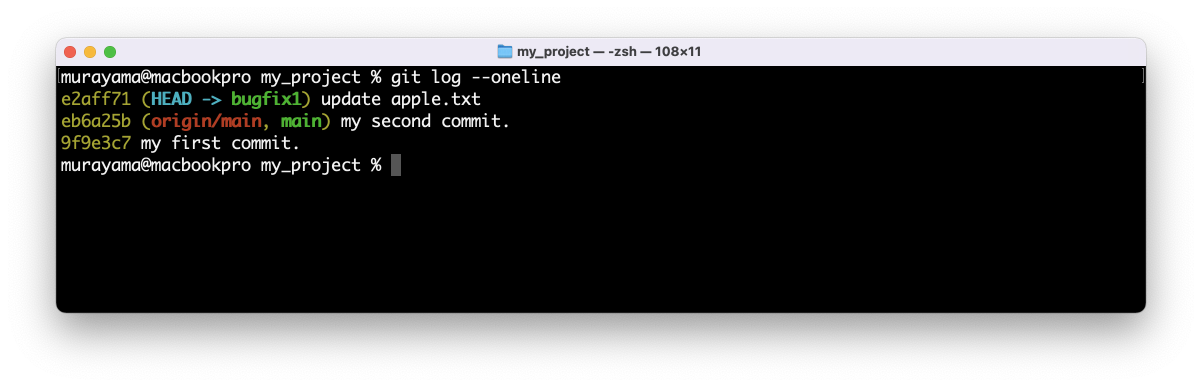 my_project — -zsh — 108×11
murayama@macbookpro my_project % git log --oneline
e2aff71 (HEAD -> bugfix1) update apple.txt
eb6a25b (origin/main, main) my second commit.
9f9e3c7 my first commit.
murayama@macbookpro my_project %